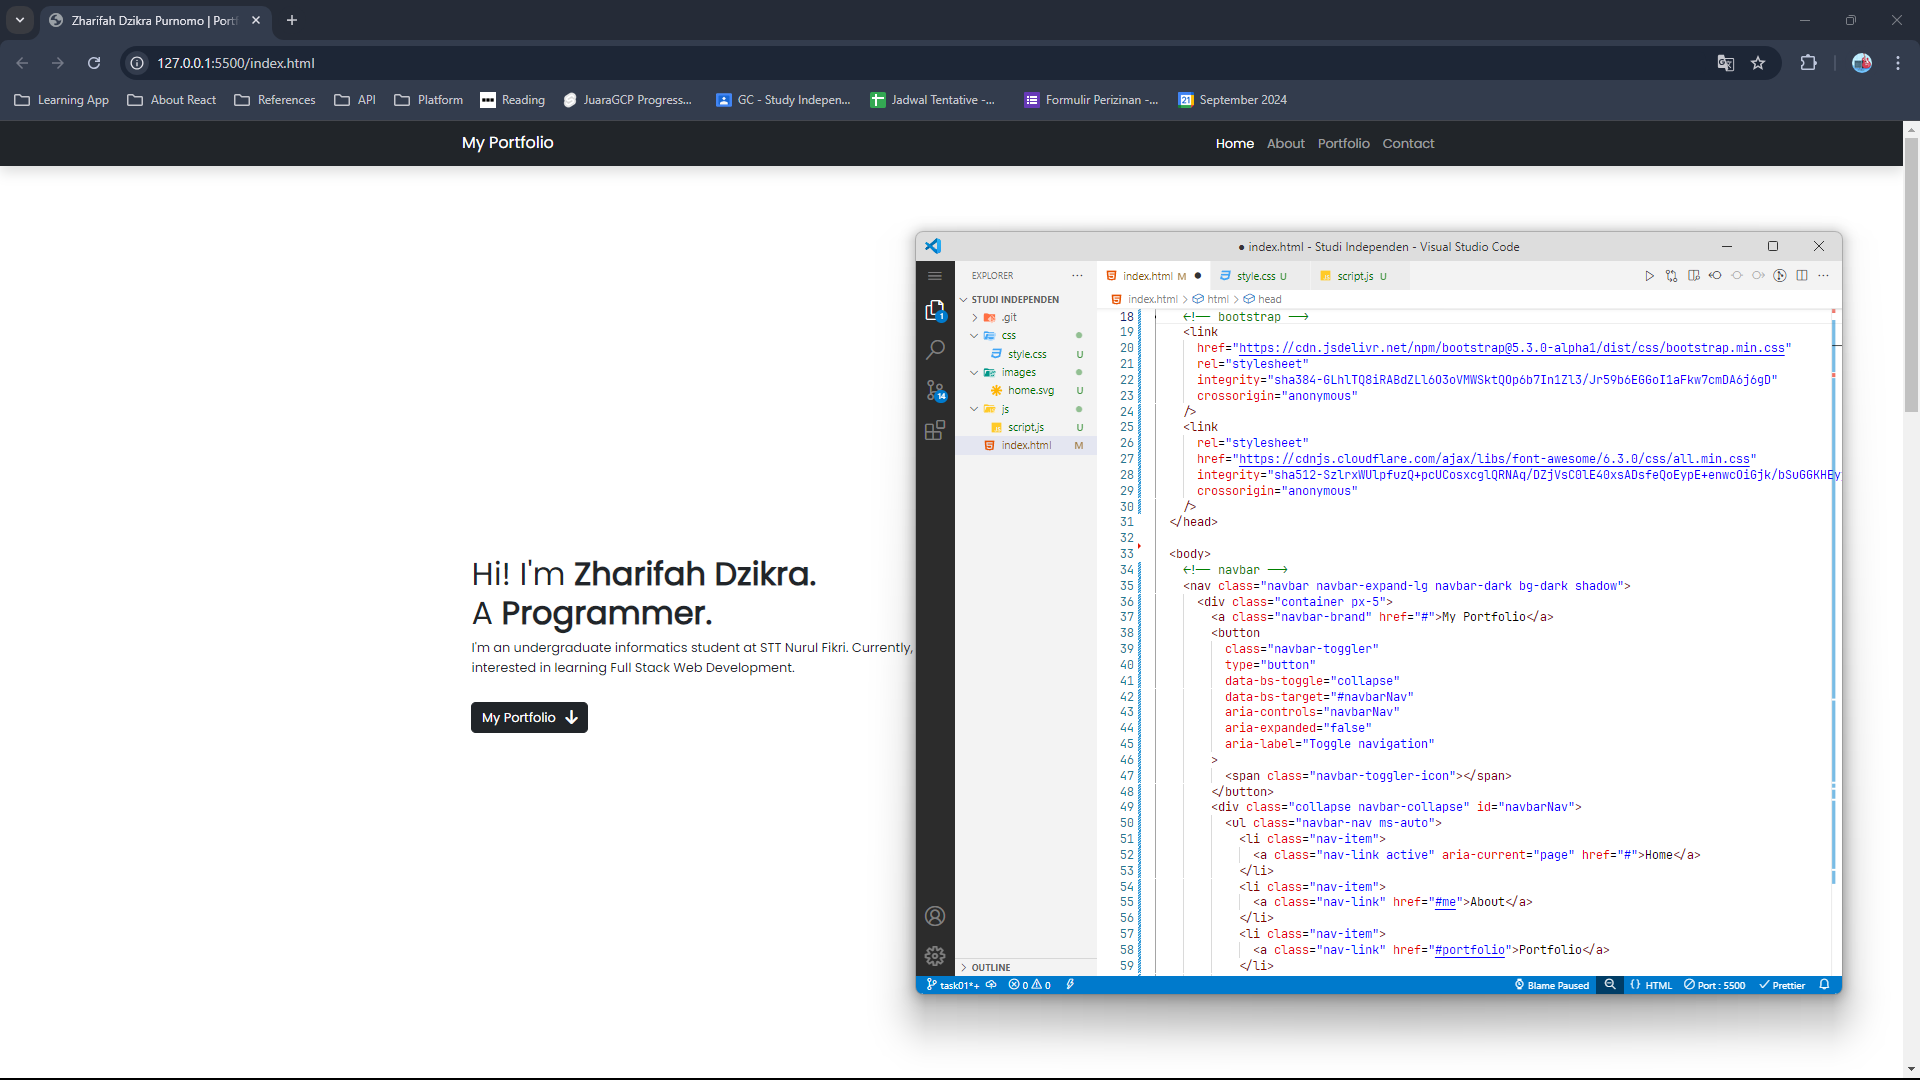 Zharifah Dzikra Purnomo | Portf
127.0.0.1:5500/index.html
Learning App
About React
References
API
Platform
Reading
JuaraGCP Progress...
GC - Study Indepen...
Jadwal Tentative -...
Formulir Perizinan -...
September 2024
My Portfolio
Home About Portfolio Contact
Hi! I'm Zharifah Dzikra.
A Programmer.
I'm an undergraduate informatics student at STT Nurul Fikri. Currently,
interested in learning Full Stack Web Development.
My Portfolio
● index.html - Studi Independen - Visual Studio Code
EXPLORER
STUDI INDEPENDEN
.git
css
style.css U
images
home.svg U
js
script.js U
index.html M
OUTLINE
index.html M ●
style.css U
script.js U
index.html > html > head
18 <!-- bootstrap -->
19 <link
20 href="https://cdn.jsdelivr.net/npm/bootstrap@5.3.0-alpha1/dist/css/bootstrap.min.css"
21 rel="stylesheet"
22 integrity="sha384-GLhlTQ8iRABdZLl6O3oVMWSktQOp6b7In1Zl3/Jr59b6EGGoI1aFkw7cmDA6j6gD"
23 crossorigin="anonymous"
24 />
25 <link
26 rel="stylesheet"
27 href="https://cdnjs.cloudflare.com/ajax/libs/font-awesome/6.3.0/css/all.min.css"
28 integrity="sha512-SzlrxWUlpfuzQ+pcUCosxcglQRNAq/DZjVsC0lE40xsADsfeQoEypE+enwcOiGjk/bSuGGKHEy
29 crossorigin="anonymous"
30 />
31 </head>
32
33 <body>
34 <!-- navbar -->
35 <nav class="navbar navbar-expand-lg navbar-dark bg-dark shadow">
36 <div class="container px-5">
37 <a class="navbar-brand" href="#">My Portfolio</a>
38 <button
39 class="navbar-toggler"
40 type="button"
41 data-bs-toggle="collapse"
42 data-bs-target="#navbarNav"
43 aria-controls="navbarNav"
44 aria-expanded="false"
45 aria-label="Toggle navigation"
46 >
47 <span class="navbar-toggler-icon"></span>
48 </button>
49 <div class="collapse navbar-collapse" id="navbarNav">
50 <ul class="navbar-nav ms-auto">
51 <li class="nav-item">
52 <a class="nav-link active" aria-current="page" href="#">Home</a>
53 </li>
54 <li class="nav-item">
55 <a class="nav-link" href="#me">About</a>
56 </li>
57 <li class="nav-item">
58 <a class="nav-link" href="#portfolio">Portfolio</a>
59 </li>
1
14
task01*+
0 0
Blame Paused
{} HTML
Port : 5500
Prettier